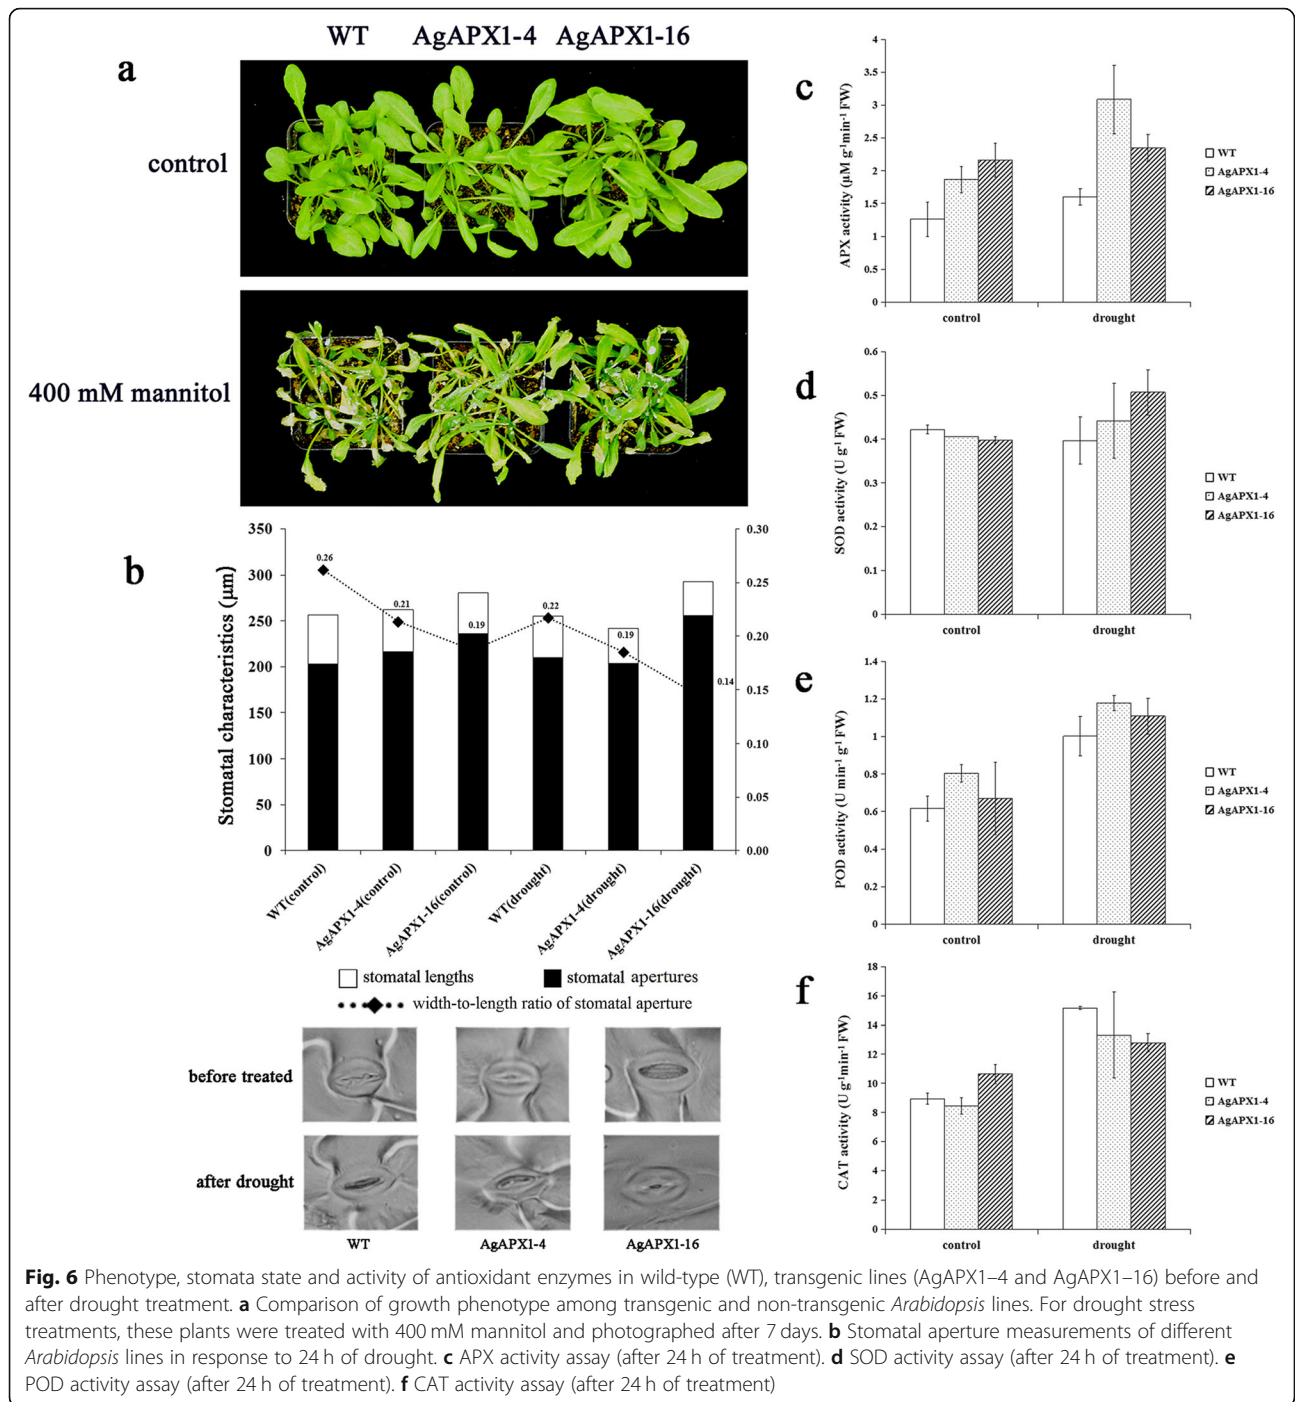 WT AgAPX1-4 AgAPX1-16
a
control
400 mM mannitol
b
Stomatal characteristics (μm)
350
300
250
200
150
100
50
0
0.30
0.25
0.20
0.15
0.10
0.05
0.00
0.26
0.21
0.19
0.22
0.19
0.14
WT(control)
AgAPX1-4(control)
AgAPX1-16(control)
WT(drought)
AgAPX1-4(drought)
AgAPX1-16(drought)
stomatal lengths
stomatal apertures
width-to-length ratio of stomatal aperture
before treated
after drought
WT AgAPX1-4 AgAPX1-16
c
APX activity (μM g-1min-1 FW)
4
3.5
3
2.5
2
1.5
1
0.5
0
control drought
WT
AgAPX1-4
AgAPX1-16
d
SOD activity (U g-1 FW)
0.6
0.5
0.4
0.4
0.3
0.2
0.1
0
control drought
WT
AgAPX1-4
AgAPX1-16
e
POD activity (U min-1 g-1 FW)
1.4
1.2
1
0.8
0.6
0.4
0.2
0
control drought
WT
AgAPX1-4
AgAPX1-16
f
CAT activity (U g-1min-1 FW)
18
16
14
12
10
8
6
4
2
0
control drought
WT
AgAPX1-4
AgAPX1-16
Fig. 6 Phenotype, stomata state and activity of antioxidant enzymes in wild-type (WT), transgenic lines (AgAPX1–4 and AgAPX1–16) before and
after drought treatment. a Comparison of growth phenotype among transgenic and non-transgenic Arabidopsis lines. For drought stress
treatments, these plants were treated with 400 mM mannitol and photographed after 7 days. b Stomatal aperture measurements of different
Arabidopsis lines in response to 24 h of drought. c APX activity assay (after 24 h of treatment). d SOD activity assay (after 24 h of treatment). e
POD activity assay (after 24 h of treatment). f CAT activity assay (after 24 h of treatment)